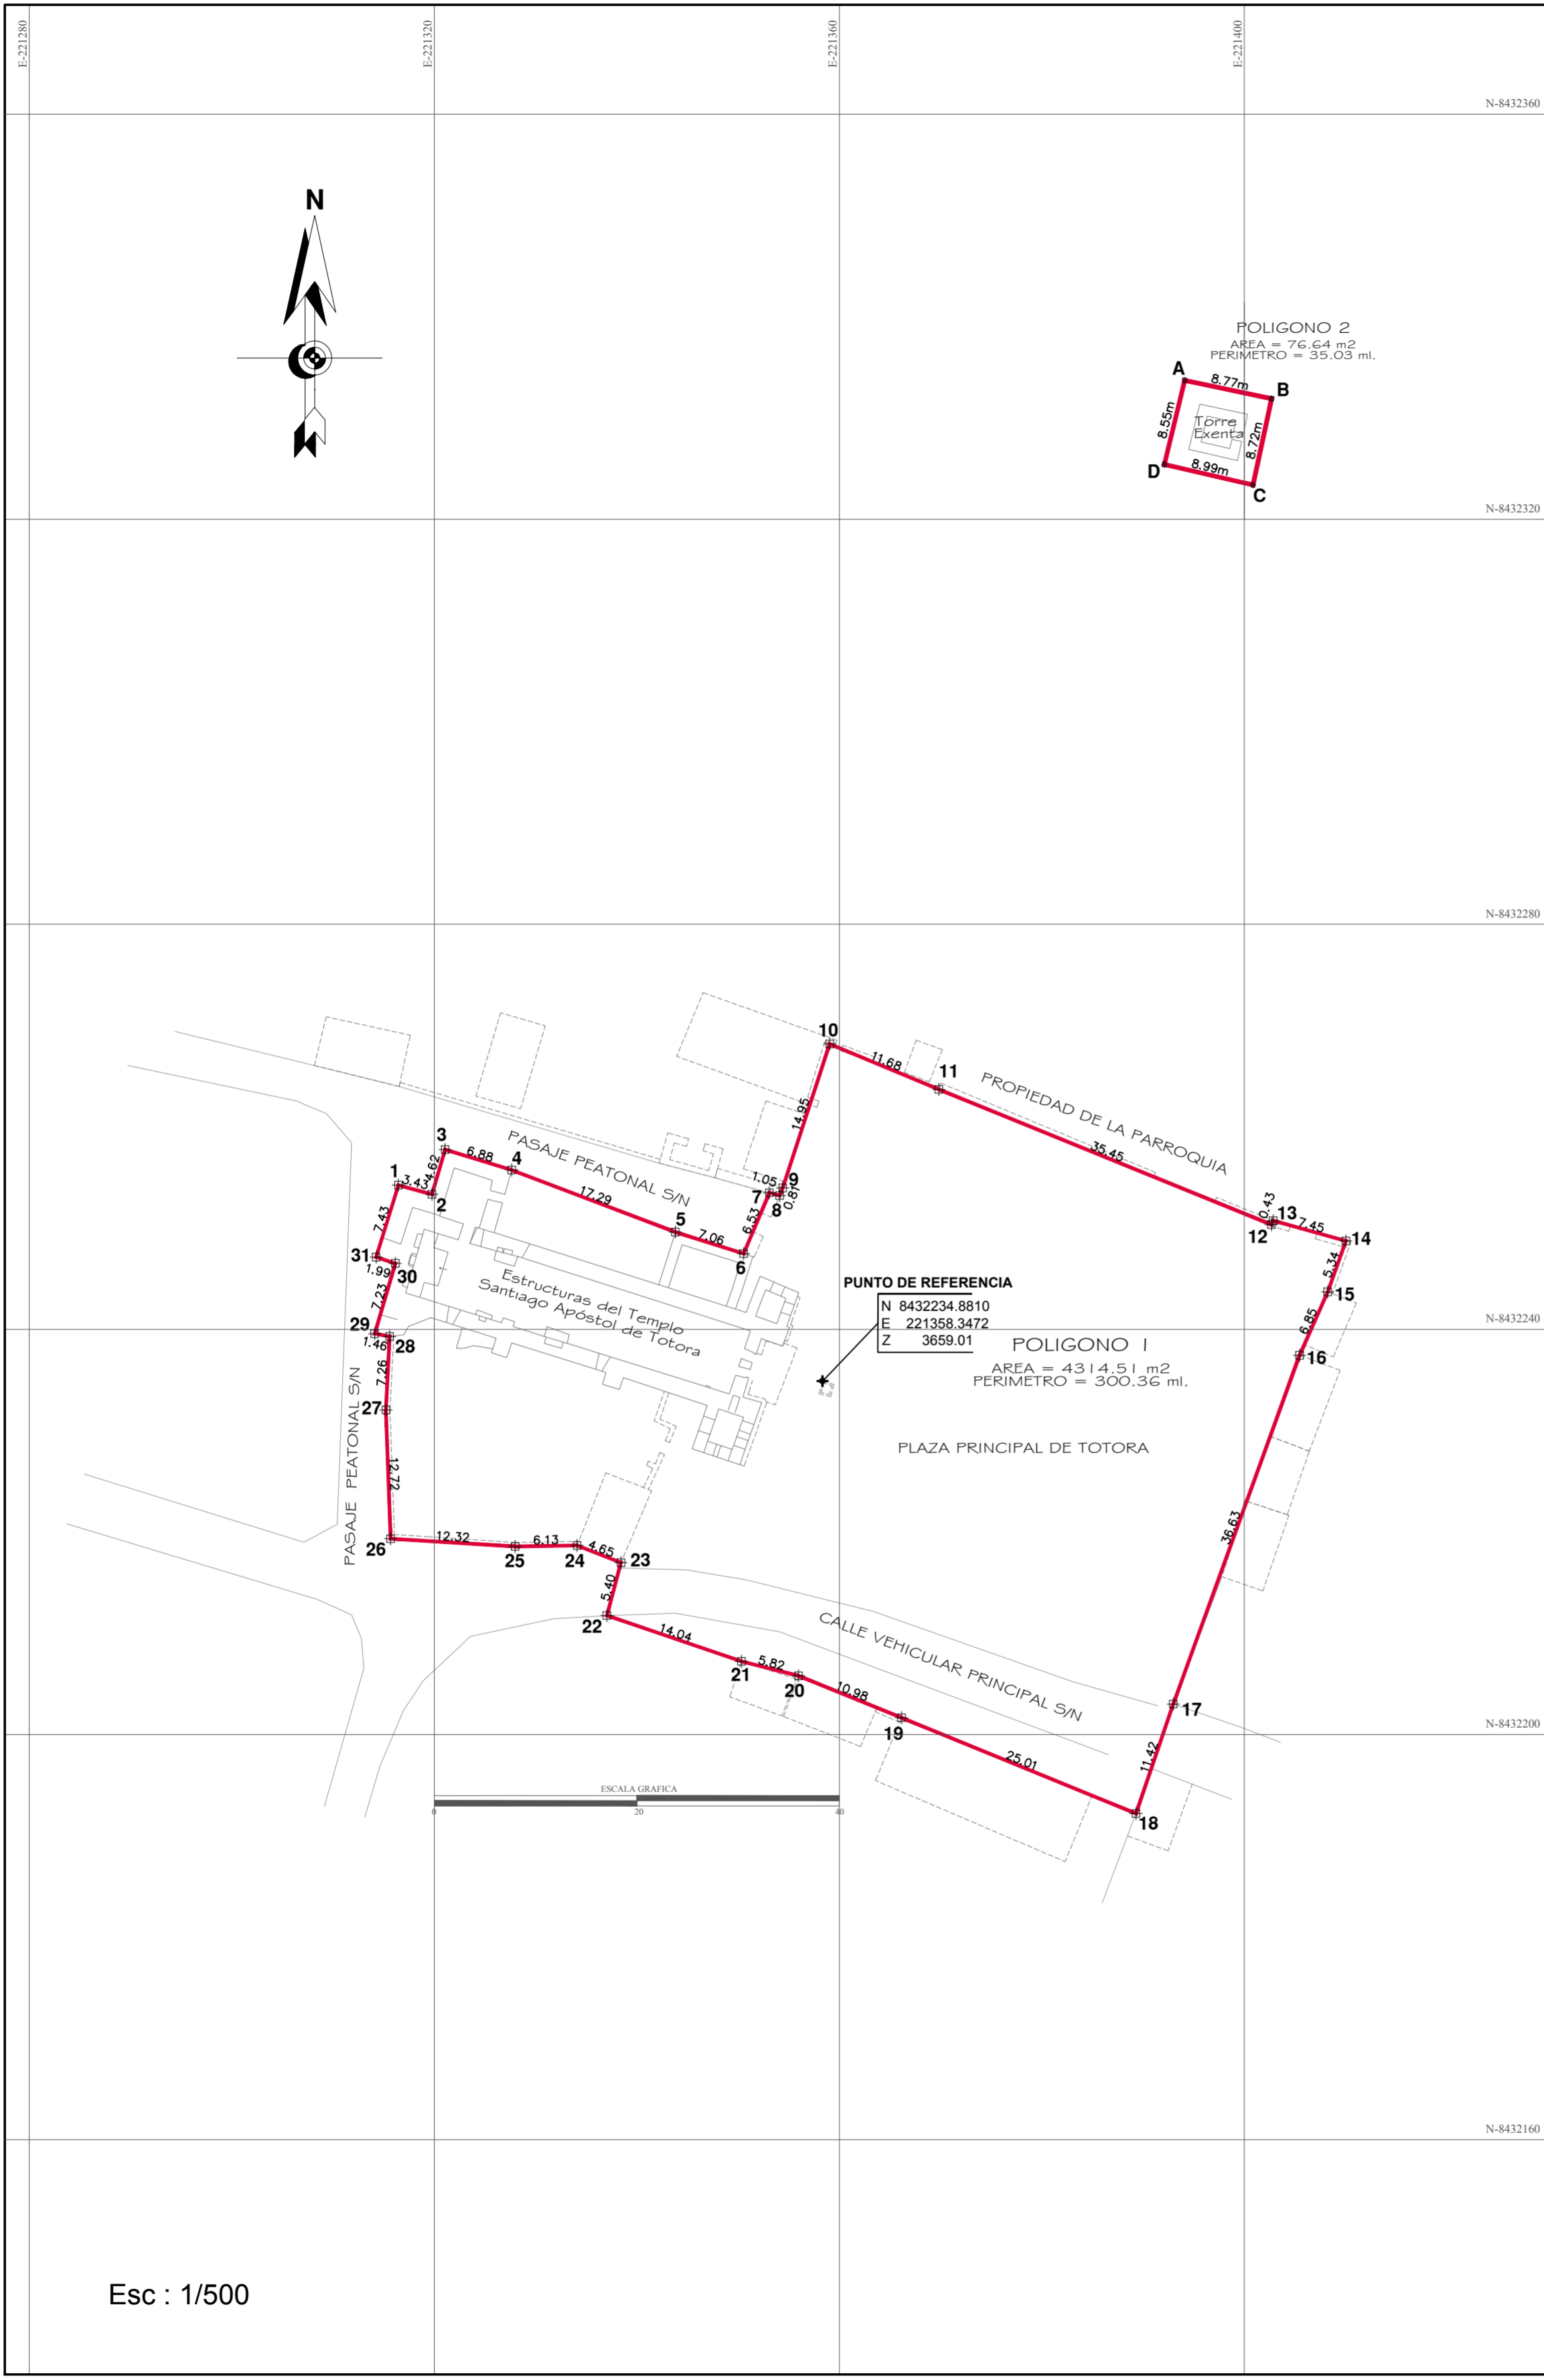 E-221280
E-221320
E-221360
E-221400
N-8432360
N
POLIGONO 2
AREA = 76.64 m2
PERIMETRO = 35.03 ml.
A
8.77m
B
8.55m
Torre
Exenta
8.72m
D
8.99m
C
N-8432320
N-8432280
10
11.68
11
PROPIEDAD DE LA PARROQUIA
14.95
35.45
3
6.88
4
PASAJE PEATONAL S/N
1
3.43
4.62
2
17.29
1.05
9
7
8
0.81
0.43
13
7.45
12
14
5
7.06
6.53
6
7.43
31
1.99
30
5.34
15
PUNTO DE REFERENCIA
N 8432234.8810
E 221358.3472
Z 3659.01
Estructuras del Templo
Santiago Apóstol de Totora
7.23
29
1.46
28
6.85
16
N-8432240
POLIGONO 1
AREA = 4314.51 m2
PERIMETRO = 300.36 ml.
7.26
27
PASAJE PEATONAL S/N
PLAZA PRINCIPAL DE TOTORA
12.72
36.63
26
12.32
25
6.13
24
4.65
23
5.40
22
14.04
CALLE VEHICULAR PRINCIPAL S/N
21
5.82
20
10.98
19
17
N-8432200
25.01
11.42
18
ESCALA GRAFICA
0
20
40
N-8432160
Esc : 1/500